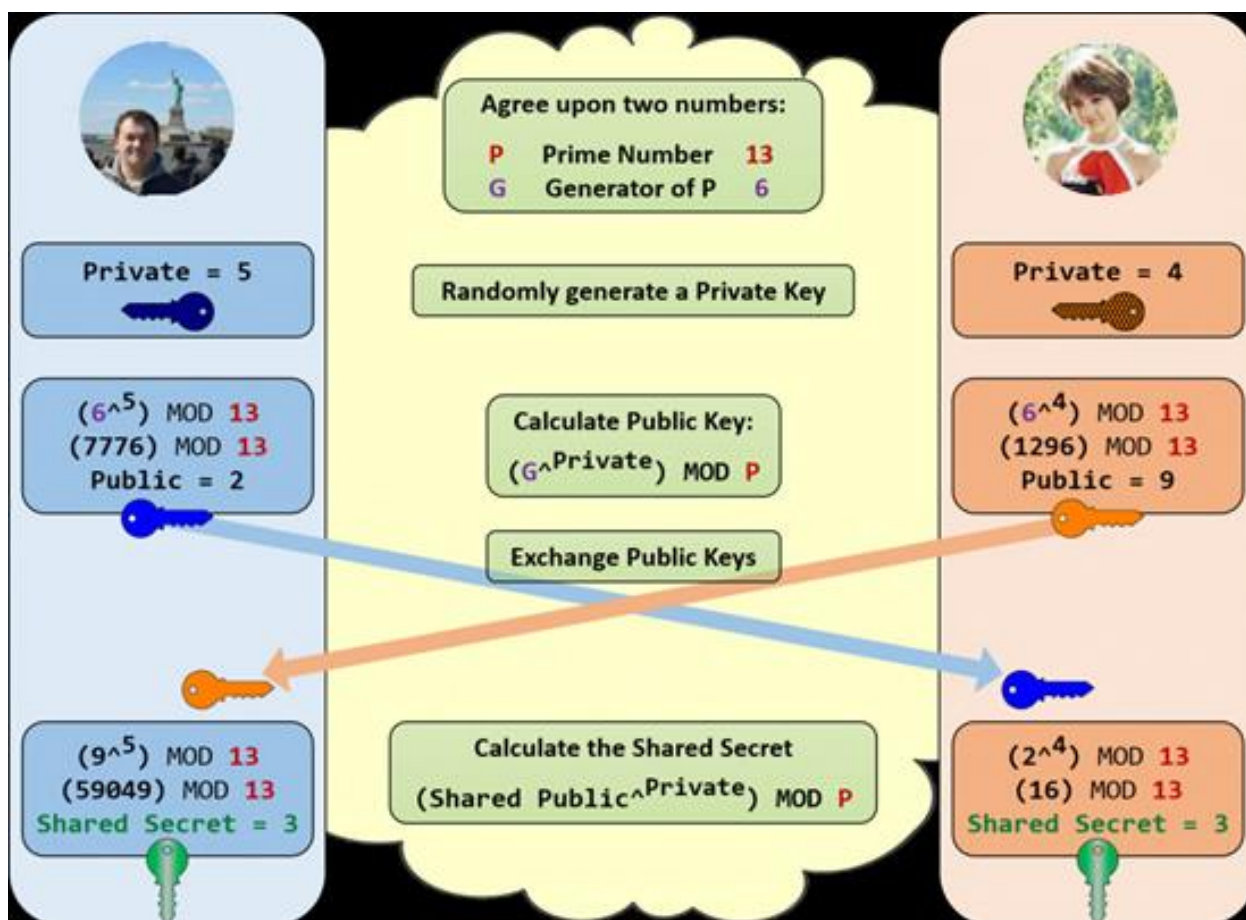 Agree upon two numbers:
P Prime Number 13
G Generator of P 6
Private = 5
Randomly generate a Private Key
Private = 4
(6^5) MOD 13
(7776) MOD 13
Public = 2
Calculate Public Key:
(G^Private) MOD P
(6^4) MOD 13
(1296) MOD 13
Public = 9
Exchange Public Keys
(9^5) MOD 13
(59049) MOD 13
Shared Secret = 3
Calculate the Shared Secret
(Shared Public^Private) MOD P
(2^4) MOD 13
(16) MOD 13
Shared Secret = 3